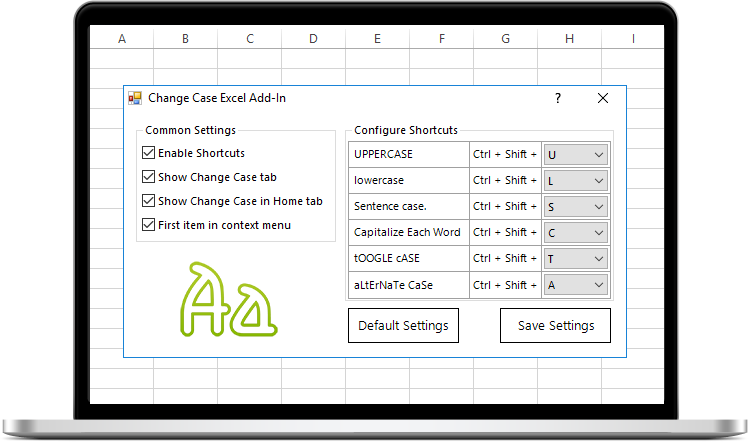 A B C D E F G H I
Change Case Excel Add-In ?
Common Settings
Enable Shortcuts
Show Change Case tab
Show Change Case in Home tab
First item in context menu
Aa
Configure Shortcuts
UPPERCASE Ctrl + Shift + U
lowercase Ctrl + Shift + L
Sentence case. Ctrl + Shift + S
Capitalize Each Word Ctrl + Shift + C
tOOGLE cASE Ctrl + Shift + T
aLtErNaTe CaSe Ctrl + Shift + A
Default Settings Save Settings